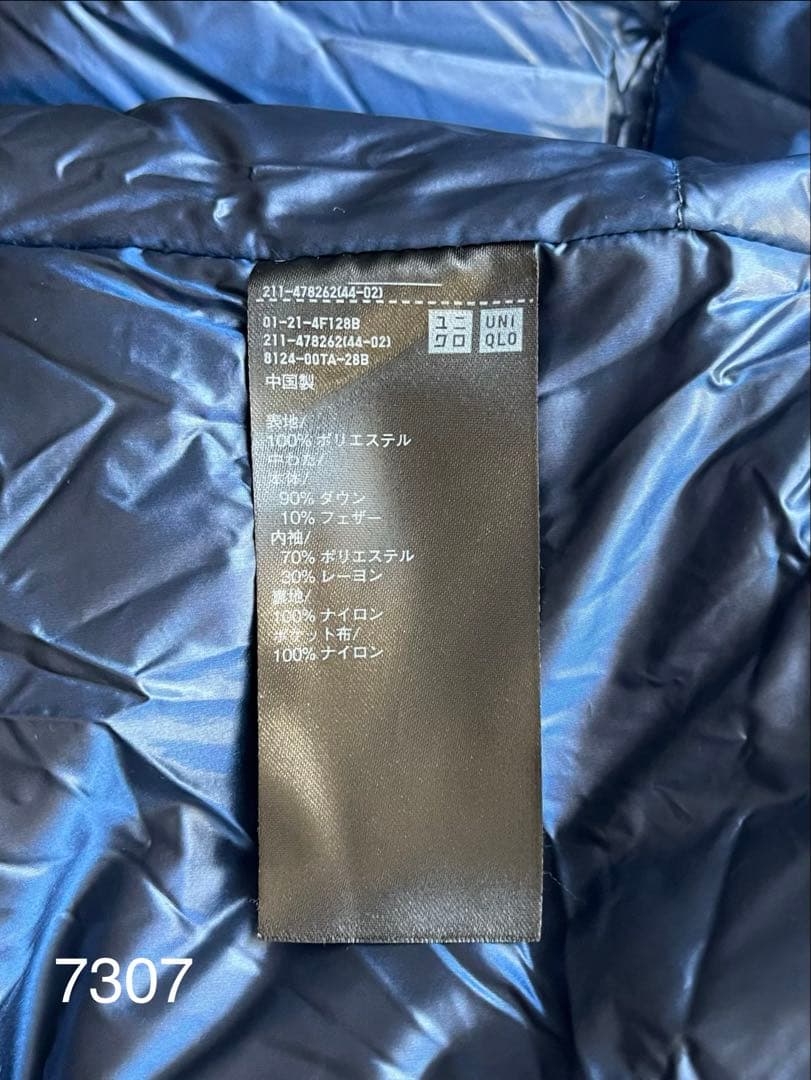 211-478262(44-02)
01-21-4F128B
211-478262(44-02)
8124-00TA-28B
ユニ
クロ
UNI
QLO
中国製
表地/
100% ポリエステル
中わた/
本体/
90% ダウン
10% フェザー
内袖/
70% ポリエステル
30% レーヨン
裏地/
100% ナイロン
ポケット布/
100% ナイロン
7307